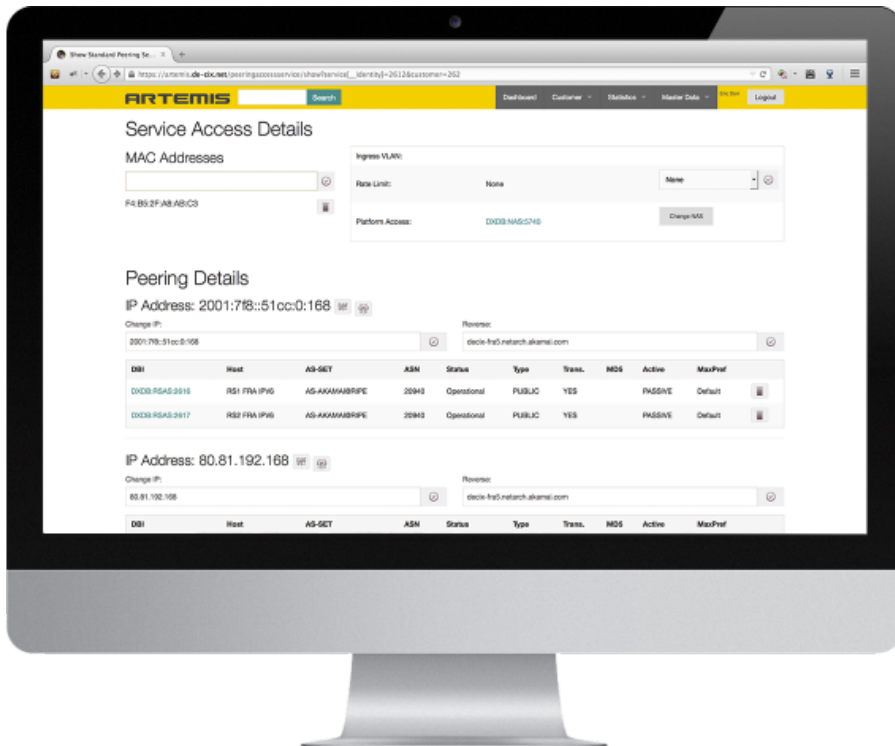 Show Standard Peering Se...
https://artemis.de-cix.net/peeringaccessservice/show?service[__identity]=2612&customer=262
ARTEMIS Search Dashboard Customer Statistics Master Data Logout
Service Access Details
MAC Addresses
Ingress VLAN:
Rate Limit: None None
F4:B5:2F:A8:AB:C3
Platform Access: DXDB:NAS:5740 Change NAS
Peering Details
IP Address: 2001:7f8::51cc:0:168
Change IP: Reverse:
2001:7f8::51cc:0:168 decix-fra5.netarch.akamai.com
DBI Host AS-SET ASN Status Type Trans. MD5 Active MaxPref
DXDB:RSAS:2616 RS1 FRA IPV6 AS-AKAMAI@RIPE 20940 Operational PUBLIC YES PASSIVE Default
DXDB:RSAS:2617 RS2 FRA IPV6 AS-AKAMAI@RIPE 20940 Operational PUBLIC YES PASSIVE Default
IP Address: 80.81.192.168
Change IP: Reverse:
80.81.192.168 decix-fra5.netarch.akamai.com
DBI Host AS-SET ASN Status Type Trans. MD5 Active MaxPref